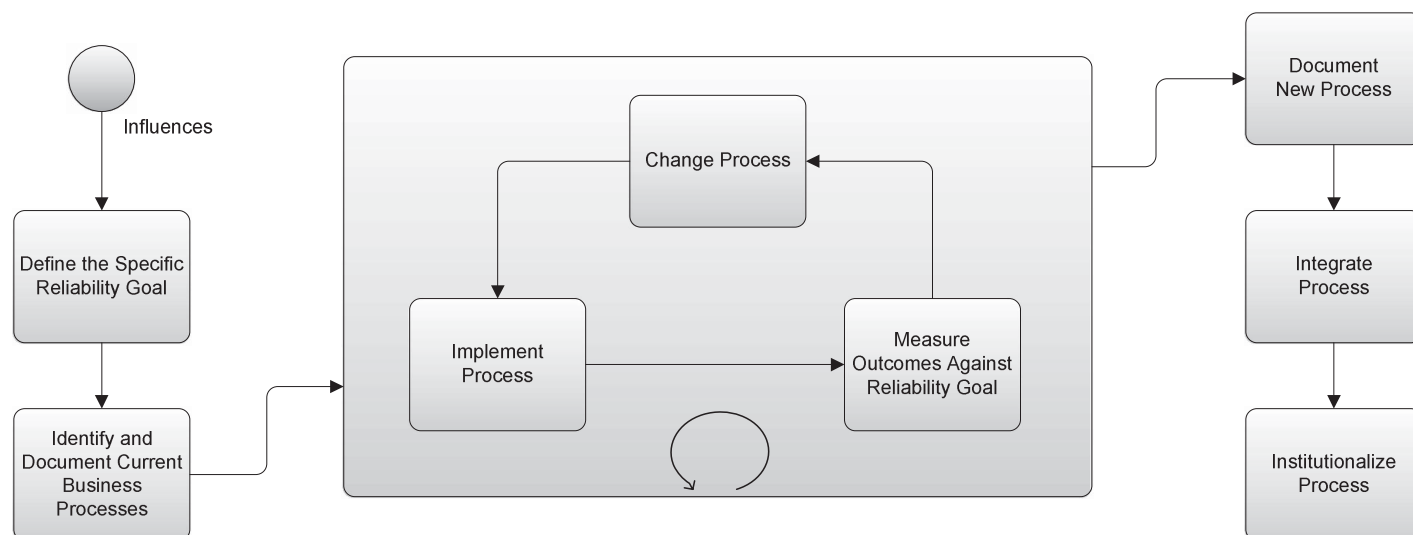 Influences
Define the Specific
Reliability Goal
Identify and
Document Current
Business
Processes
Change Process
Implement
Process
Measure
Outcomes Against
Reliability Goal
Document
New Process
Integrate
Process
Institutionalize
Process